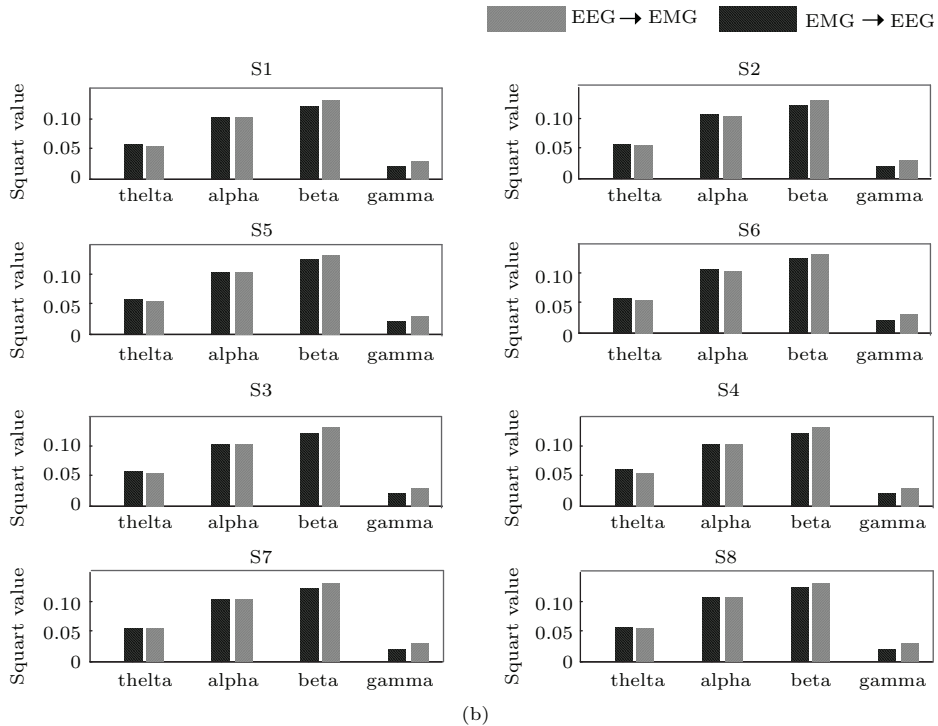 EEG → EMG EMG → EEG
S1
Squart value
0.10
0.05
0
thelta alpha beta gamma
S2
Squart value
0.10
0.05
0
thelta alpha beta gamma
S5
Squart value
0.10
0.05
0
thelta alpha beta gamma
S6
Squart value
0.10
0.05
0
thelta alpha beta gamma
S3
Squart value
0.10
0.05
0
thelta alpha beta gamma
S4
Squart value
0.10
0.05
0
thelta alpha beta gamma
S7
Squart value
0.10
0.05
0
thelta alpha beta gamma
S8
Squart value
0.10
0.05
0
thelta alpha beta gamma
(b)